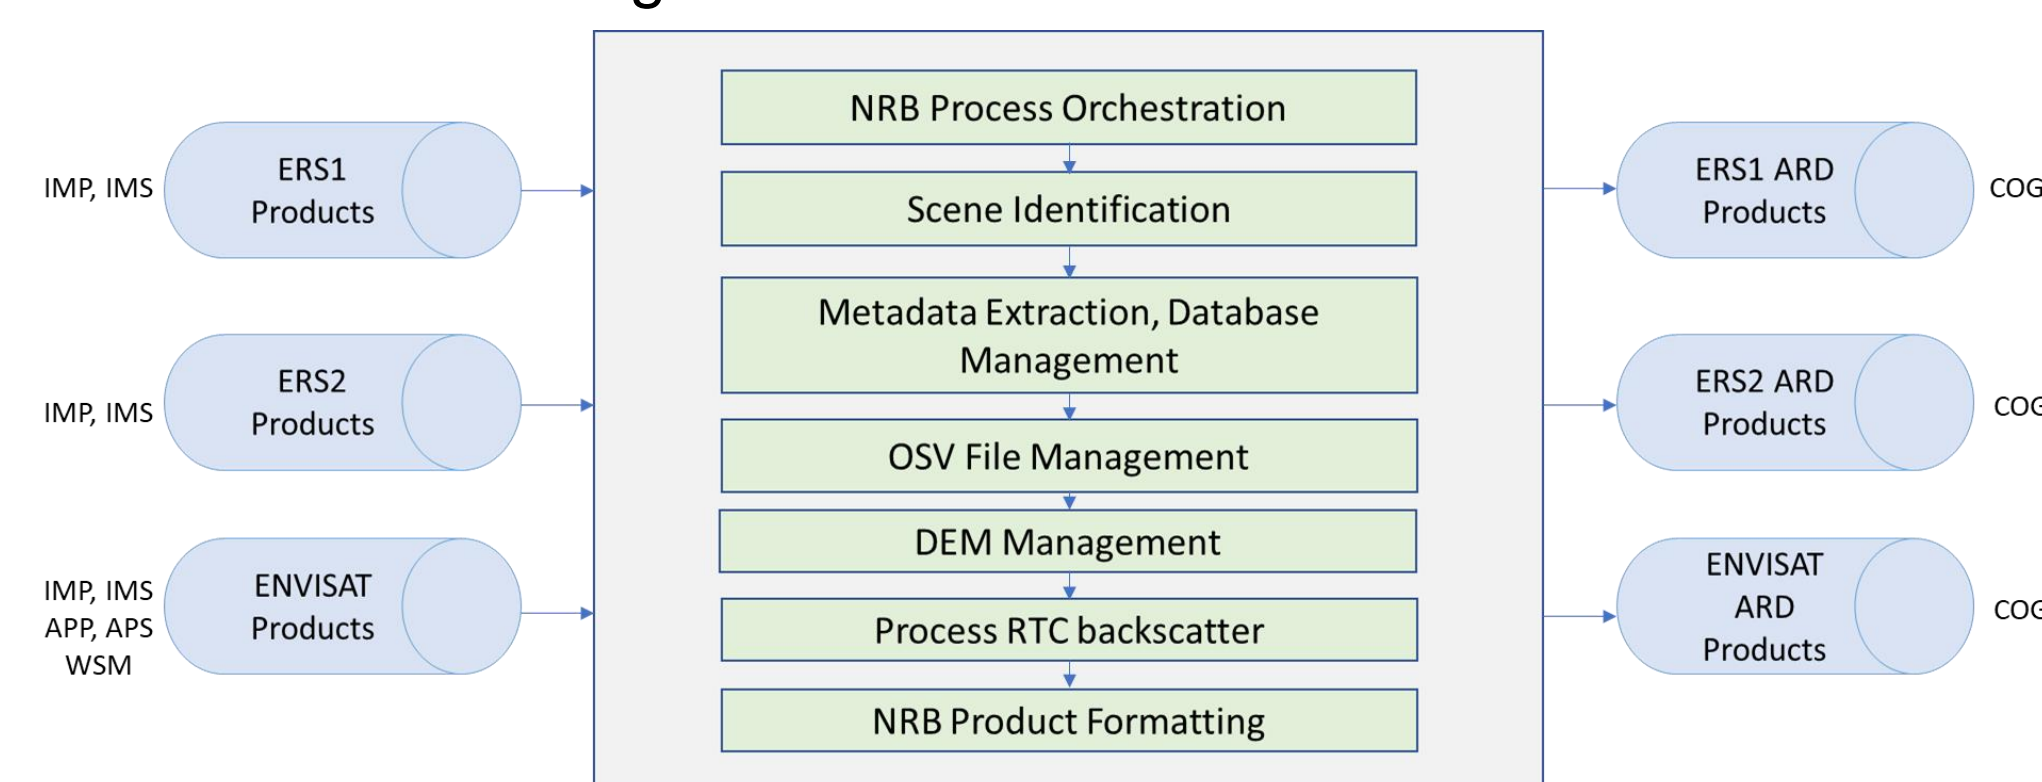 NRB Process Orchestration
Scene Identification
Metadata Extraction, Database
Management
OSV File Management
DEM Management
Process RTC backscatter
NRB Product Formatting
IMP, IMS
ERS1
Products
IMP, IMS
ERS2
Products
IMP, IMS
APP, APS
WSM
ENVISAT
Products
ERS1 ARD
Products
COG
ERS2 ARD
Products
COG
ENVISAT
ARD
Products
COG